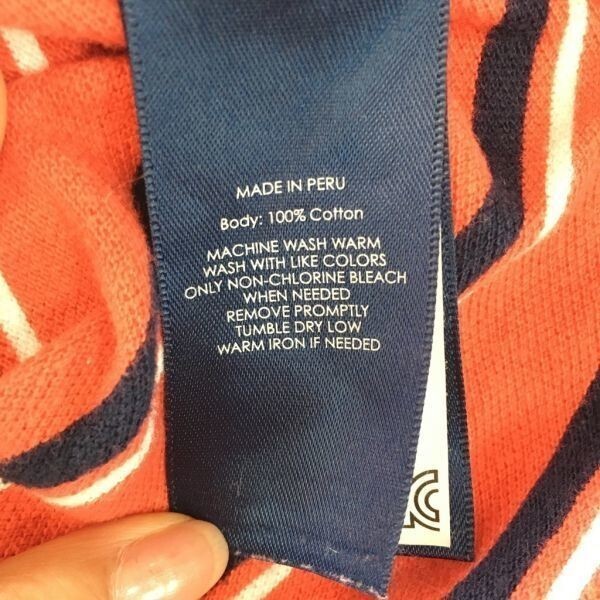 MADE IN PERU
Body: 100% Cotton
MACHINE WASH WARM
WASH WITH LIKE COLORS
ONLY NON-CHLORINE BLEACH
WHEN NEEDED
REMOVE PROMPTLY
TUMBLE DRY LOW
WARM IRON IF NEEDED